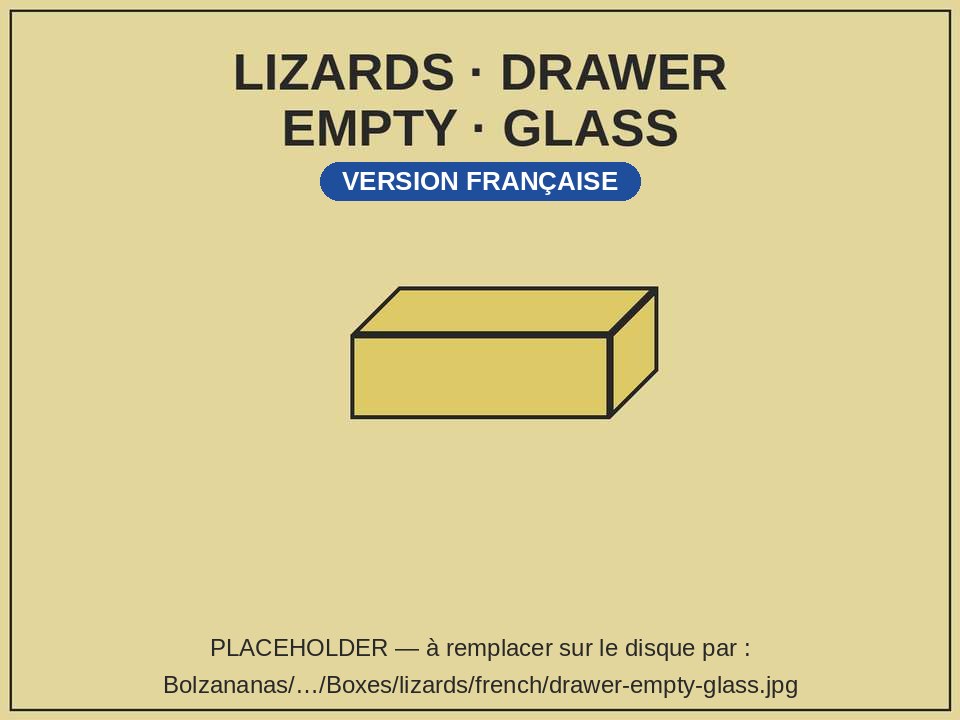 LIZARDS · DRAWER
EMPTY · GLASS
VERSION FRANÇAISE
PLACEHOLDER — à remplacer sur le disque par :
Bolzananas/…/Boxes/lizards/french/drawer-empty-glass.jpg